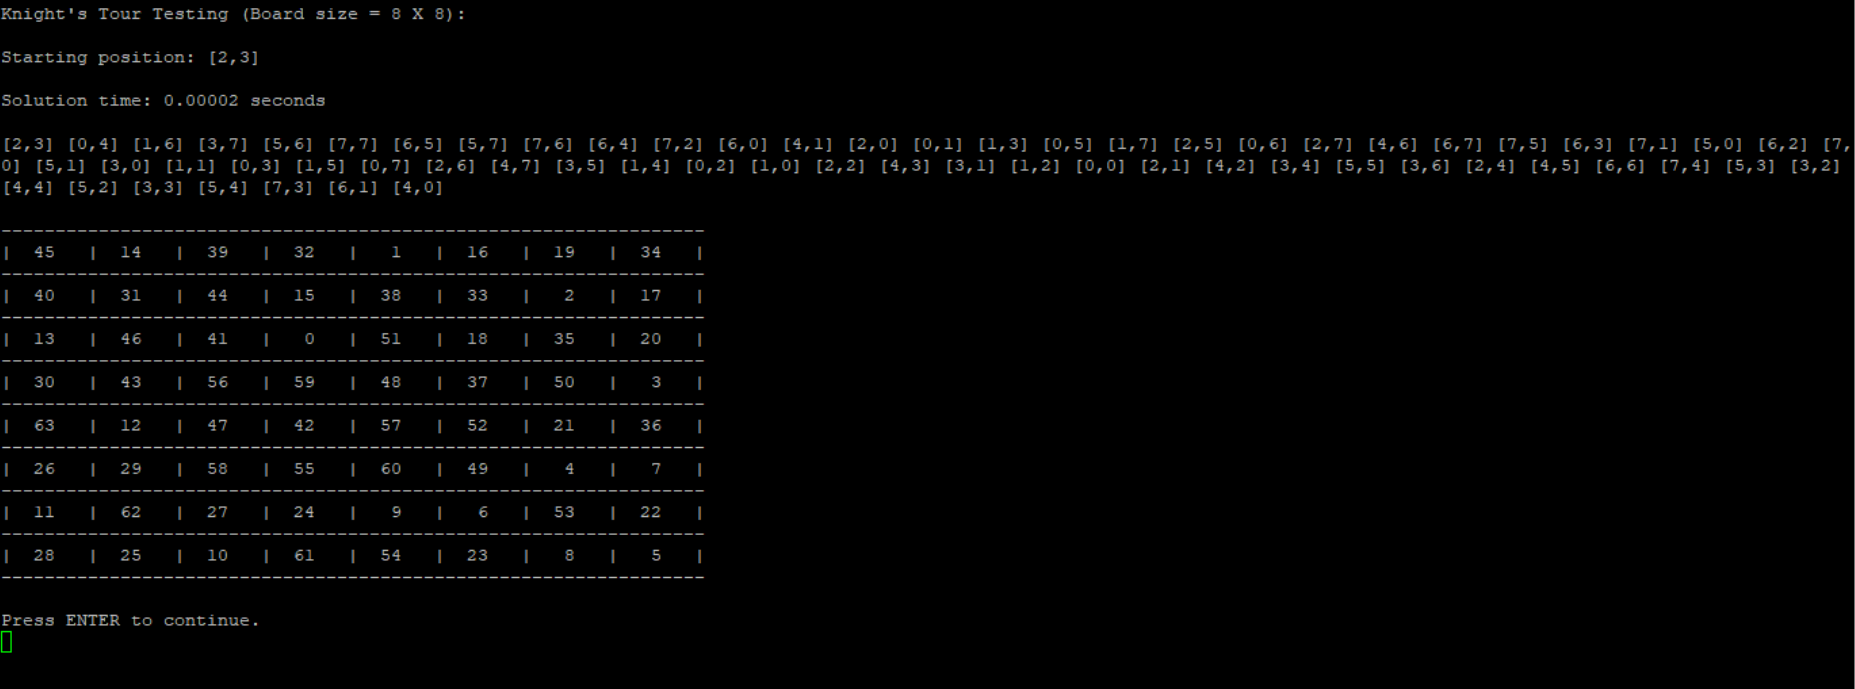 Knight's Tour Testing (Board size = 8 X 8):
Starting position: [2,3]
Solution time: 0.00002 seconds
[2,3] [0,4] [1,6] [3,7] [5,6] [7,7] [6,5] [5,7] [7,6] [6,4] [7,2] [6,0] [4,1] [2,0] [0,1] [1,3] [0,5] [1,7] [2,5] [0,6] [2,7] [4,6] [6,7] [7,5] [6,3] [7,1] [5,0] [6,2] [7,
0] [5,1] [3,0] [1,1] [0,3] [1,5] [0,7] [2,6] [4,7] [3,5] [1,4] [0,2] [1,0] [2,2] [4,3] [3,1] [1,2] [0,0] [2,1] [4,2] [3,4] [5,5] [3,6] [2,4] [4,5] [6,6] [7,4] [5,3] [3,2]
[4,4] [5,2] [3,3] [5,4] [7,3] [6,1] [4,0]
-----------------------------------------------------------------
| 45 | 14 | 39 | 32 | 1 | 16 | 19 | 34 |
-----------------------------------------------------------------
| 40 | 31 | 44 | 15 | 38 | 33 | 2 | 17 |
-----------------------------------------------------------------
| 13 | 46 | 41 | 0 | 51 | 18 | 35 | 20 |
-----------------------------------------------------------------
| 30 | 43 | 56 | 59 | 48 | 37 | 50 | 3 |
-----------------------------------------------------------------
| 63 | 12 | 47 | 42 | 57 | 52 | 21 | 36 |
-----------------------------------------------------------------
| 26 | 29 | 58 | 55 | 60 | 49 | 4 | 7 |
-----------------------------------------------------------------
| 11 | 62 | 27 | 24 | 9 | 6 | 53 | 22 |
-----------------------------------------------------------------
| 28 | 25 | 10 | 61 | 54 | 23 | 8 | 5 |
-----------------------------------------------------------------
Press ENTER to continue.